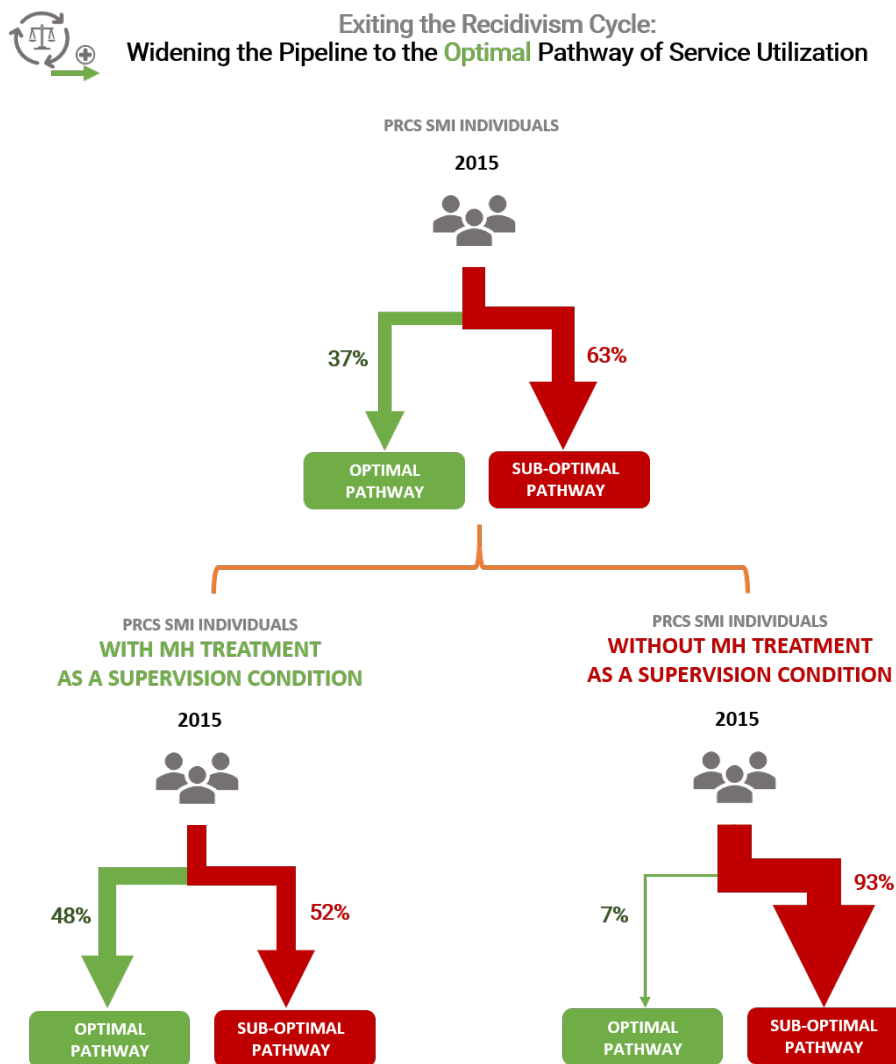 Exiting the Recidivism Cycle:
Widening the Pipeline to the Optimal Pathway of Service Utilization
PRCS SMI INDIVIDUALS
2015
37%
63%
OPTIMAL
PATHWAY
SUB-OPTIMAL
PATHWAY
PRCS SMI INDIVIDUALS
WITH MH TREATMENT
AS A SUPERVISION CONDITION
2015
48%
52%
OPTIMAL
PATHWAY
SUB-OPTIMAL
PATHWAY
PRCS SMI INDIVIDUALS
WITHOUT MH TREATMENT
AS A SUPERVISION CONDITION
2015
7%
93%
OPTIMAL
PATHWAY
SUB-OPTIMAL
PATHWAY